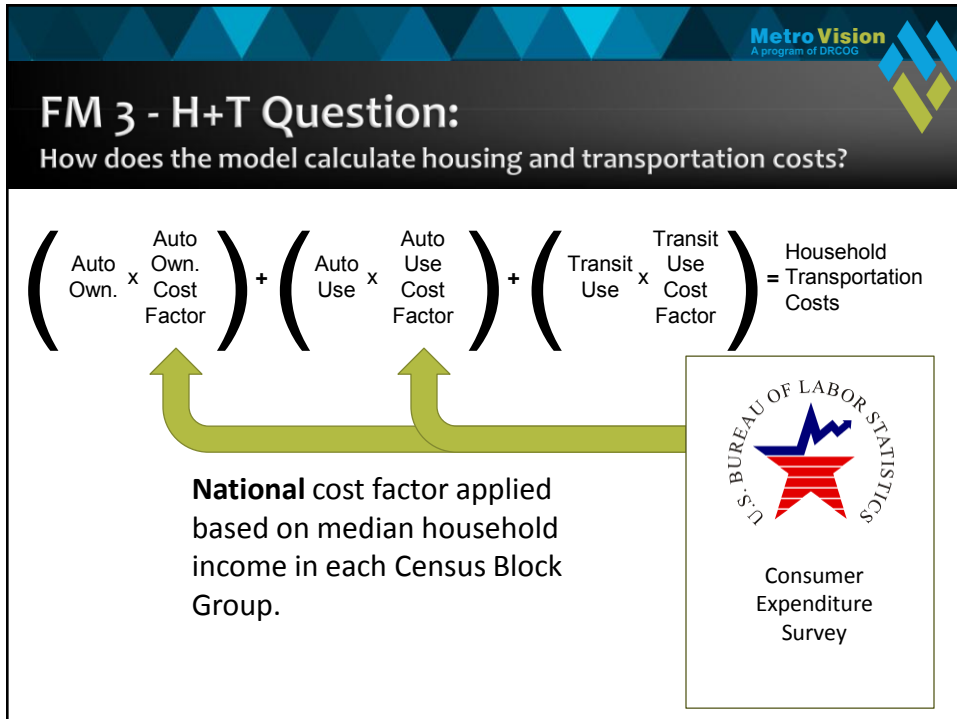 MetroVision
A program of DRCOG
FM 3 - H+T Question:
How does the model calculate housing and transportation costs?
(
Auto
Own.
x
Auto
Own.
Cost
Factor
)
+
(
Auto
Use
x
Auto
Use
Cost
Factor
)
+
(
Transit
Use
x
Transit
Use
Cost
Factor
)
=
Household
Transportation
Costs
National cost factor applied
based on median household
income in each Census Block
Group.
U.S. BUREAU OF LABOR STATISTICS
Consumer
Expenditure
Survey